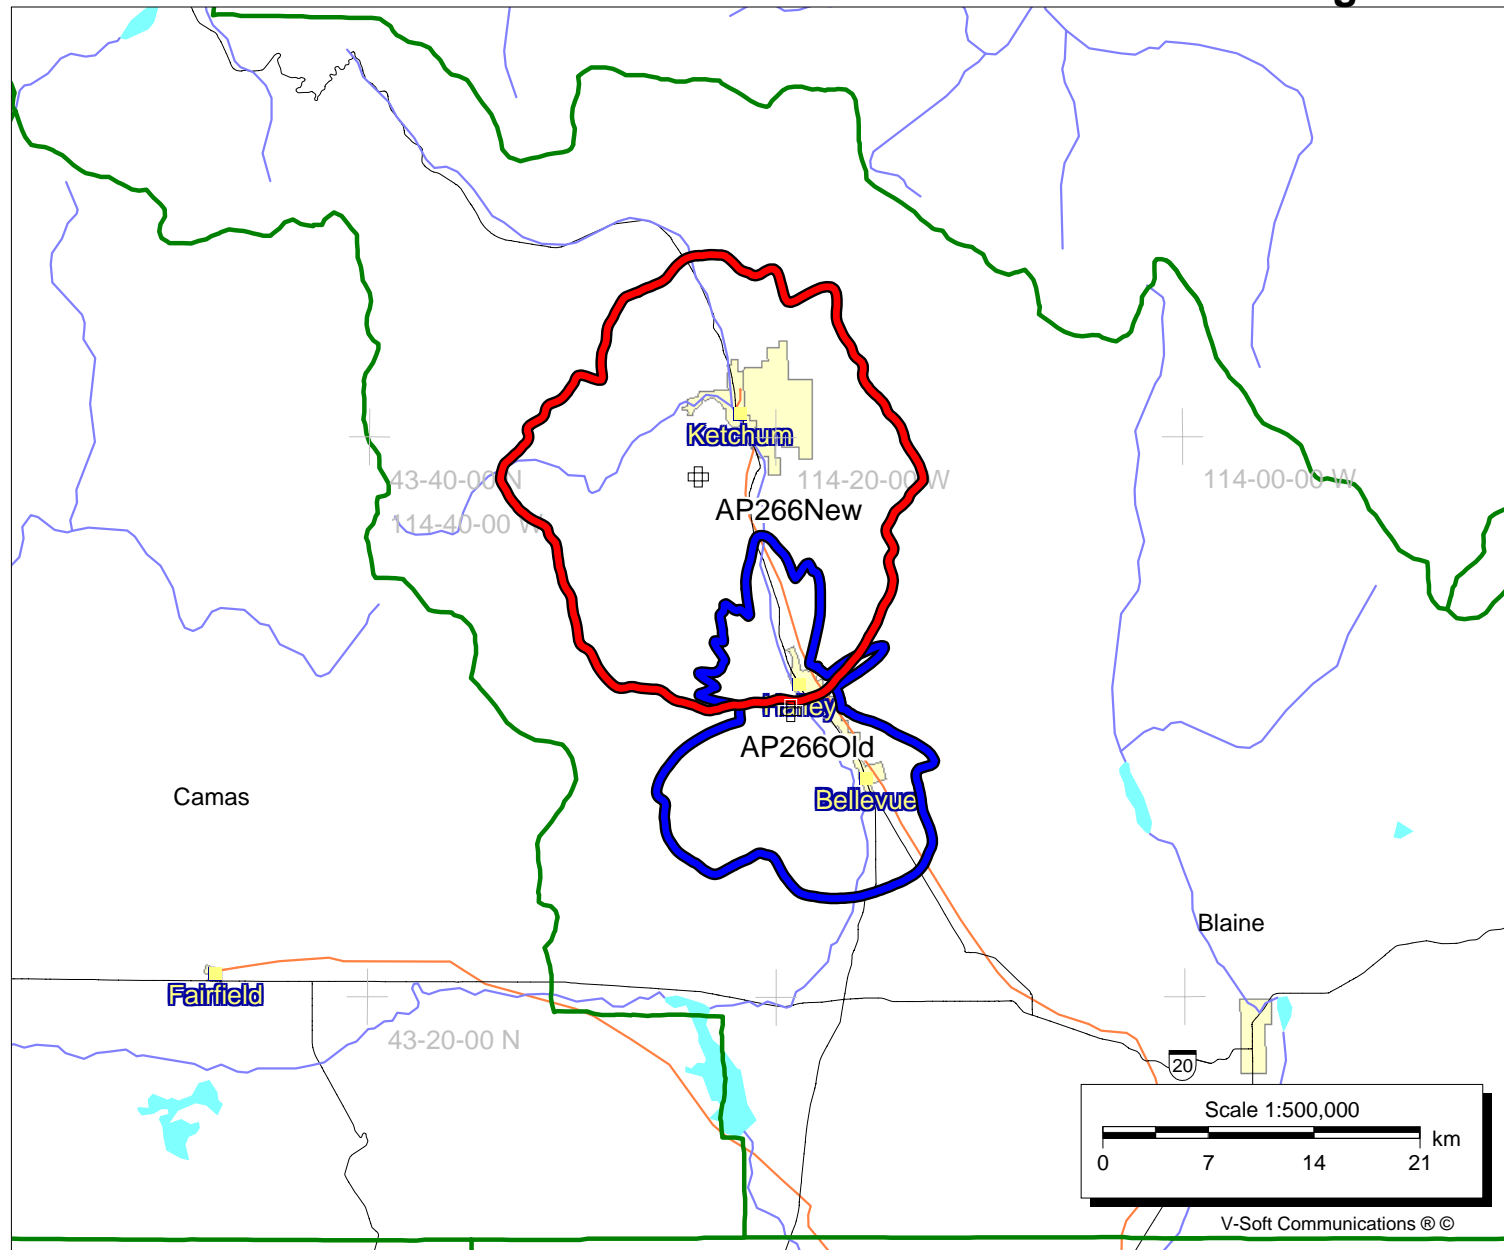 Ketchum
43-40-00 N
114-20-00 W
114-00-00 W
AP266New
114-40-00 W
Hailey
AP266Old
Camas
Bellevue
Blaine
Fairfield
43-20-00 N
20
Scale 1:500,000
km
0 7 14 21
V-Soft Communications ® ©